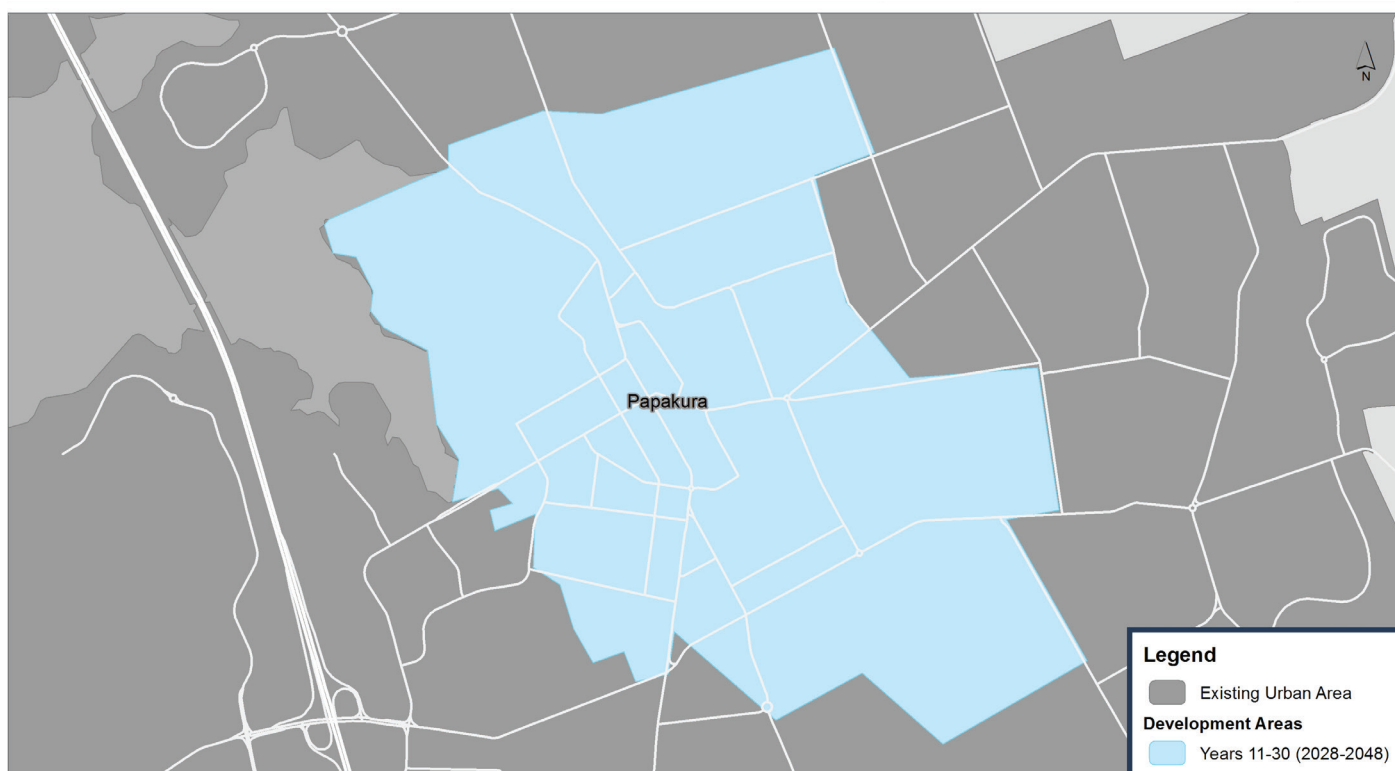 N
Papakura
Legend
Existing Urban Area
Development Areas
Years 11-30 (2028-2048)